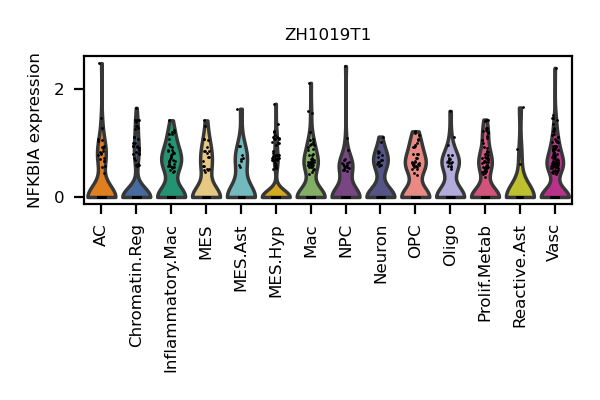 ZH1019T1
NFKBIA expression
2
0
AC
Chromatin.Reg
Inflammatory.Mac
MES
MES.Ast
MES.Hyp
Mac
NPC
Neuron
OPC
Oligo
Prolif.Metab
Reactive.Ast
Vasc